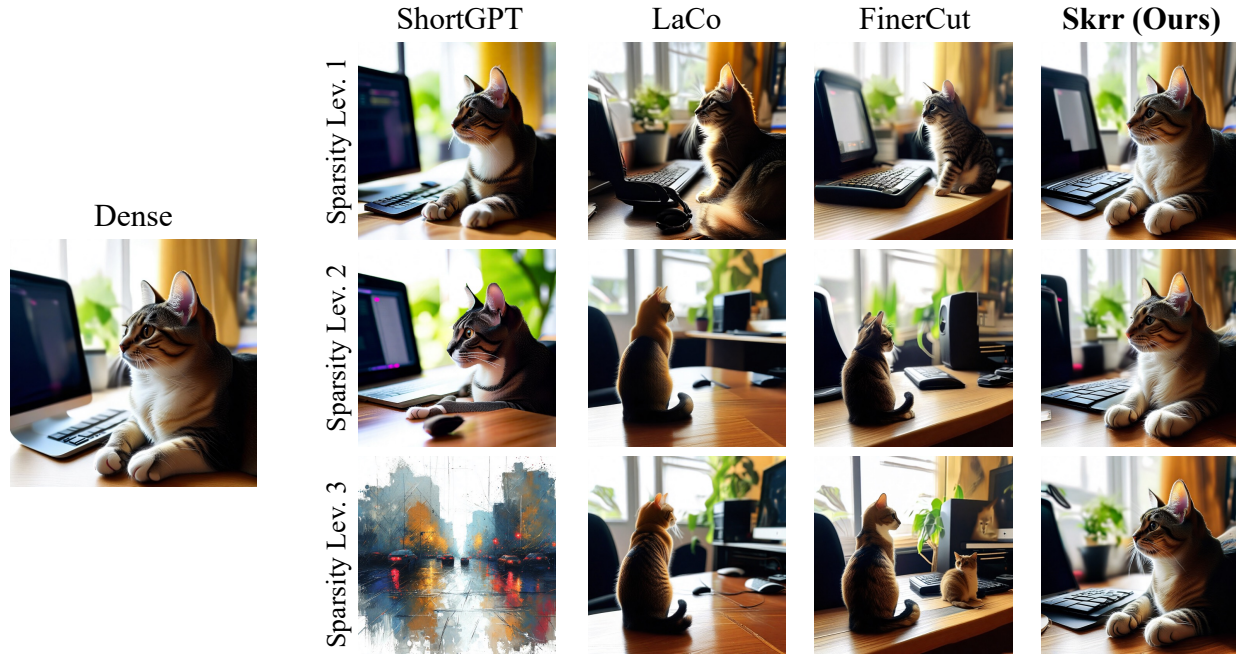 ShortGPT
LaCo
FinerCut
Skrr (Ours)
Sparsity Lev. 1
Dense
Sparsity Lev. 2
Sparsity Lev. 3